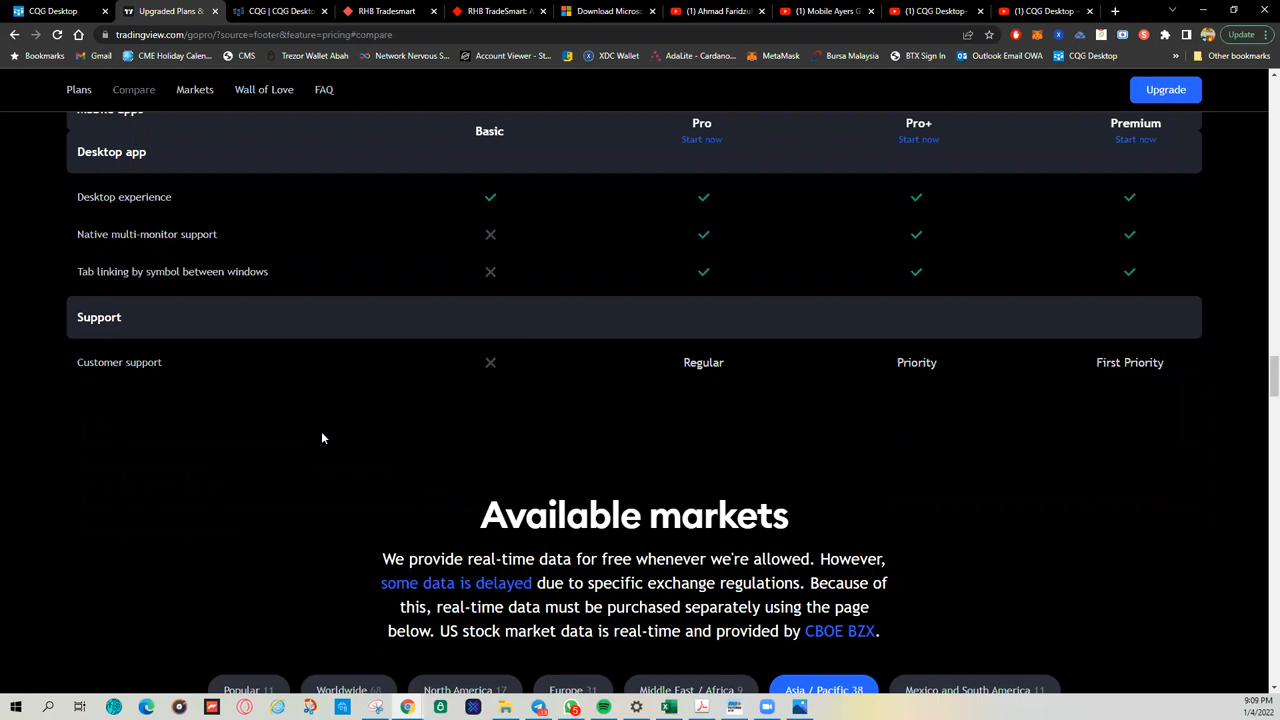 CQG Desktop
Upgraded Plans &
CQG | CQG Desktop
RHB Tradesmart
RHB TradeSmart A
Download Micros
(1) Ahmad Faridzul
(1) Mobile Ayers G
(1) CQG Desktop-
(1) CQG Desktop -
tradingview.com/gopro/?source=footer&feature=pricing#compare
Update
Bookmarks
Gmail
CME Holiday Calen...
CMS
Trezor Wallet Abah
Network Nervous S...
Account Viewer - St...
XDC Wallet
AdaLite - Cardano...
MetaMask
Bursa Malaysia
BTX Sign In
Outlook Email OWA
CQG Desktop
»
Other bookmarks
Plans
Compare
Markets
Wall of Love
FAQ
Upgrade
Basic
Pro
Pro+
Premium
Start now
Start now
Start now
Desktop app
Desktop experience
Native multi-monitor support
Tab linking by symbol between windows
Support
Customer support
Regular
Priority
First Priority
Available markets
We provide real-time data for free whenever we're allowed. However,
some data is delayed due to specific exchange regulations. Because of
this, real-time data must be purchased separately using the page
below. US stock market data is real-time and provided by CBOE BZX.
Popular 11
Worldwide 68
North America 17
Europe 31
Middle East / Africa 9
Asia / Pacific 38
Mexico and South America 11
9:09 PM
1/4/2022